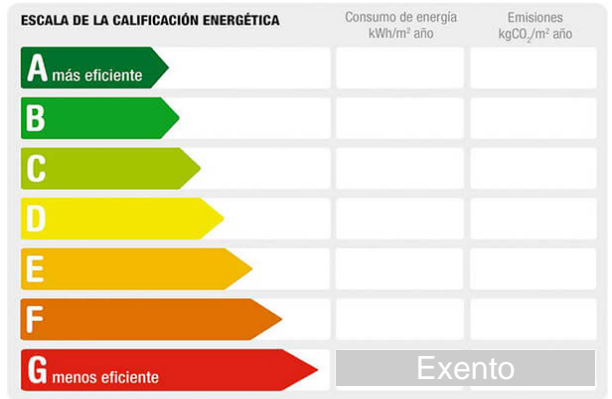 ESCALA DE LA CALIFICACIÓN ENERGÉTICA
Consumo de energía
kWh/m² año
Emisiones
kgCO₂/m² año
A más eficiente
B
C
D
E
F
G menos eficiente
Exento